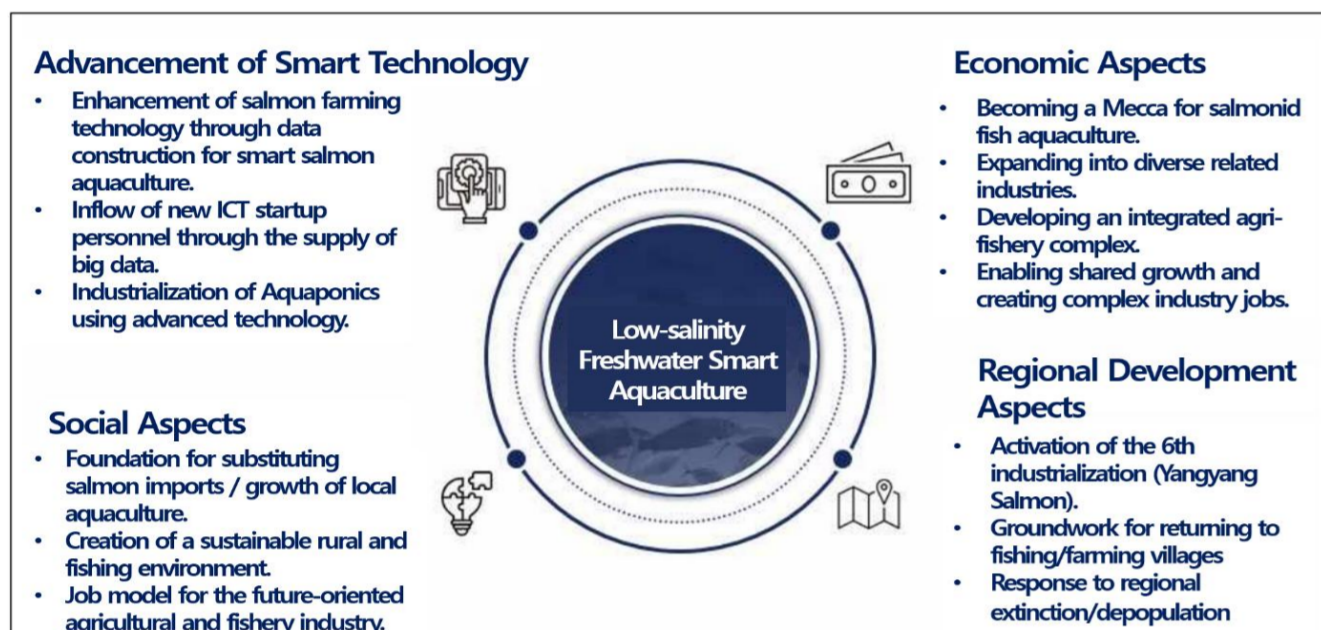 Advancement of Smart Technology
• Enhancement of salmon farming
technology through data
construction for smart salmon
aquaculture.
• Inflow of new ICT startup
personnel through the supply of
big data.
• Industrialization of Aquaponics
using advanced technology.
Social Aspects
• Foundation for substituting
salmon imports / growth of local
aquaculture.
• Creation of a sustainable rural and
fishing environment.
• Job model for the future-oriented
agricultural and fishery industry.
Low-salinity
Freshwater Smart
Aquaculture
Economic Aspects
• Becoming a Mecca for salmonid
fish aquaculture.
• Expanding into diverse related
industries.
• Developing an integrated agri-
fishery complex.
• Enabling shared growth and
creating complex industry jobs.
Regional Development
Aspects
• Activation of the 6th
industrialization (Yangyang
Salmon).
• Groundwork for returning to
fishing/farming villages
• Response to regional
extinction/depopulation